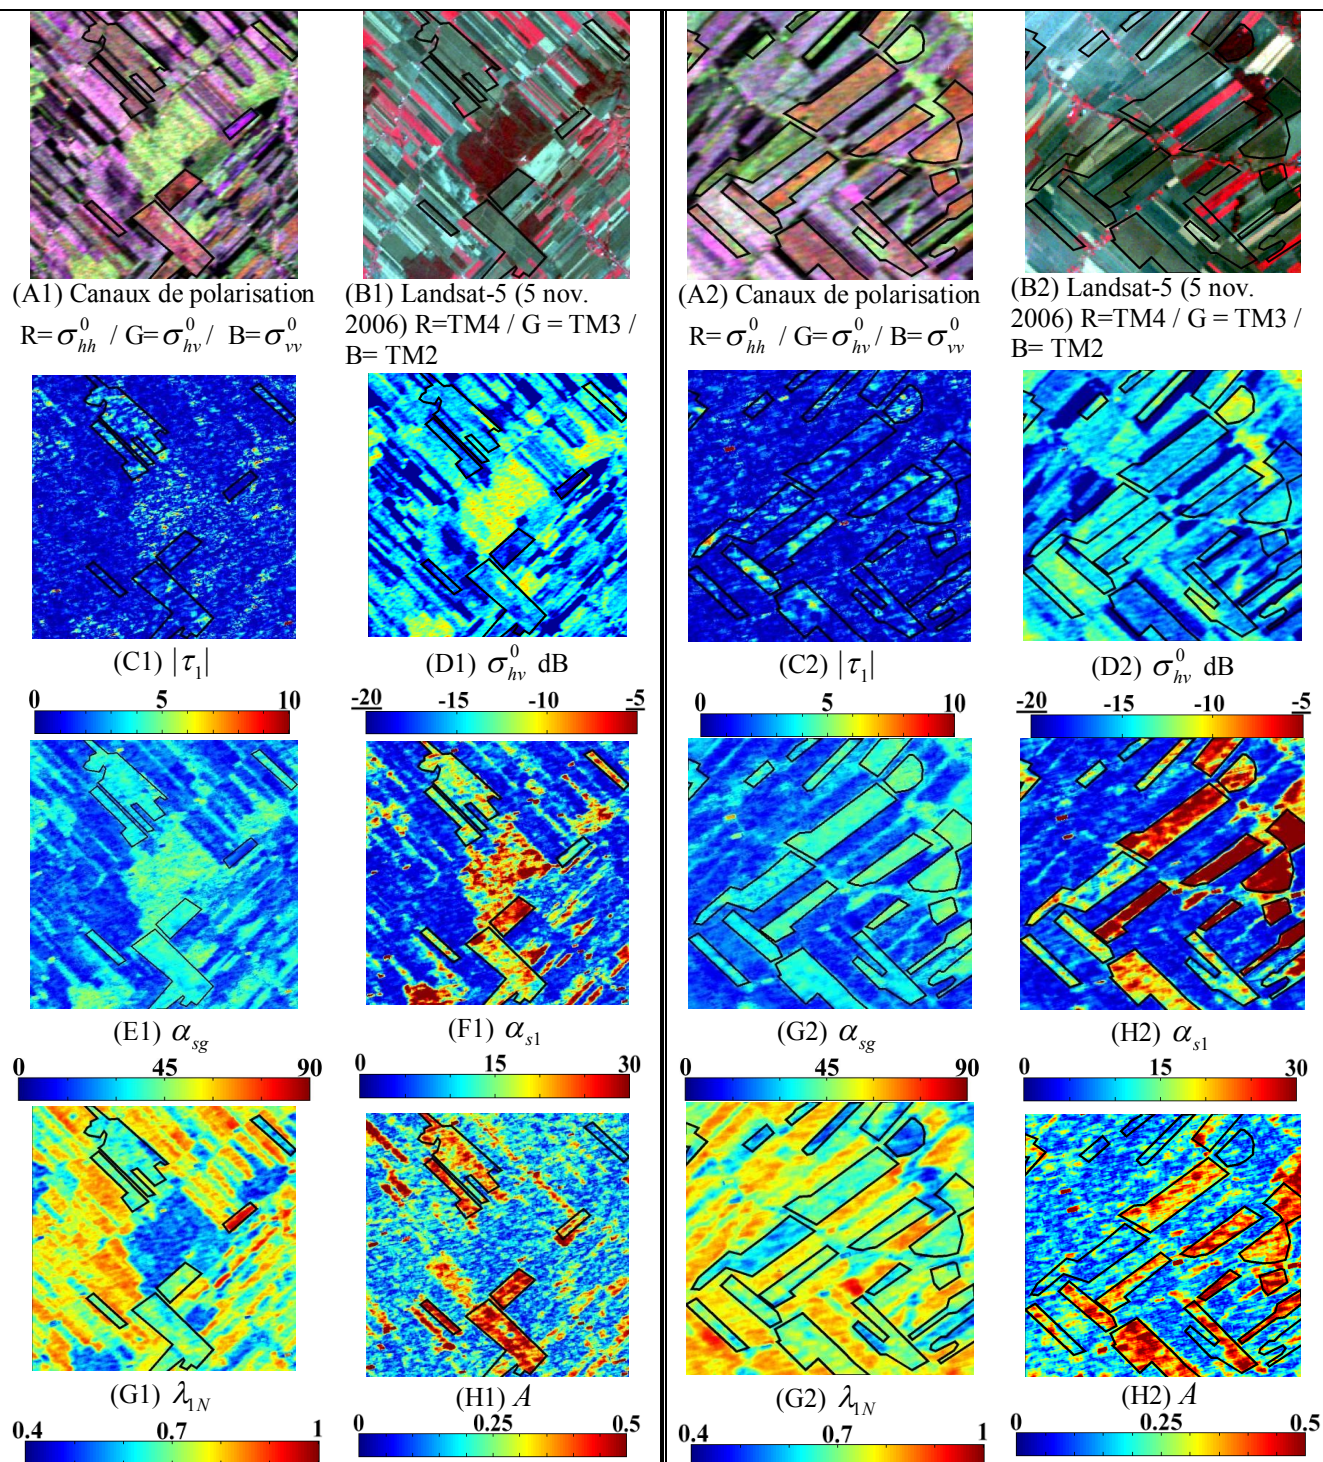 (A1) Canaux de polarisation
R=σ⁰hh / G=σ⁰hv / B=σ⁰vv
(B1) Landsat-5 (5 nov.
2006) R=TM4 / G = TM3 /
B= TM2
(A2) Canaux de polarisation
R=σ⁰hh / G=σ⁰hv / B=σ⁰vv
(B2) Landsat-5 (5 nov.
2006) R=TM4 / G = TM3 /
B= TM2
(C1) |τ₁|
0 5 10
(D1) σ⁰hv dB
-20 -15 -10 -5
(C2) |τ₁|
0 5 10
(D2) σ⁰hv dB
-20 -15 -10 -5
(E1) αsg
0 45 90
(F1) αs1
0 15 30
(G2) αsg
0 45 90
(H2) αs1
0 15 30
(G1) λ1N
0.4 0.7 1
(H1) A
0 0.25 0.5
(G2) λ1N
0.4 0.7 1
(H2) A
0 0.25 0.5